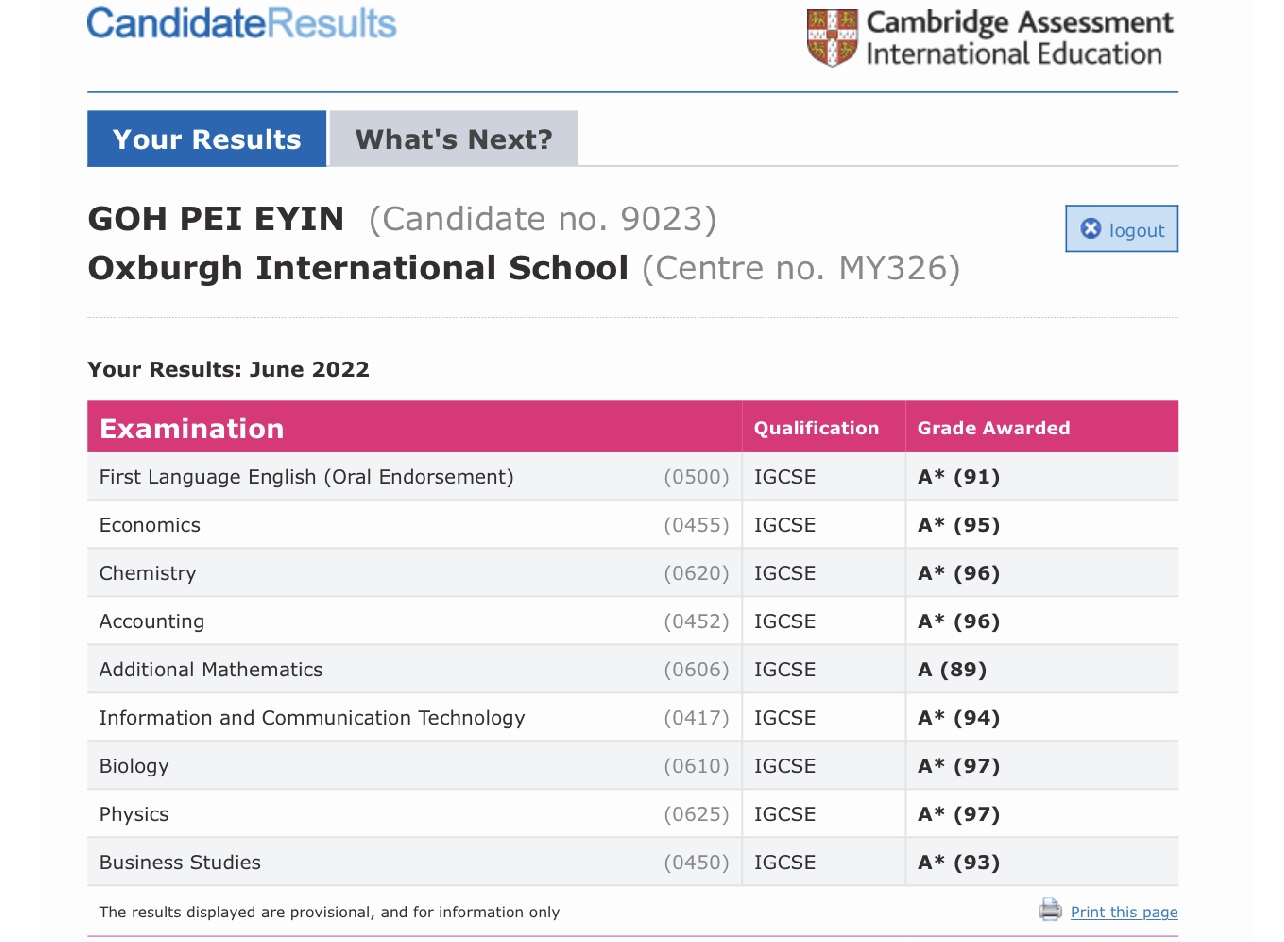 CandidateResults
Cambridge Assessment
International Education
Your Results What's Next?
GOH PEI EYIN (Candidate no. 9023)
logout
Oxburgh International School (Centre no. MY326)
Your Results: June 2022
Examination Qualification Grade Awarded
First Language English (Oral Endorsement) (0500) IGCSE A* (91)
Economics (0455) IGCSE A* (95)
Chemistry (0620) IGCSE A* (96)
Accounting (0452) IGCSE A* (96)
Additional Mathematics (0606) IGCSE A (89)
Information and Communication Technology (0417) IGCSE A* (94)
Biology (0610) IGCSE A* (97)
Physics (0625) IGCSE A* (97)
Business Studies (0450) IGCSE A* (93)
The results displayed are provisional, and for information only Print this page